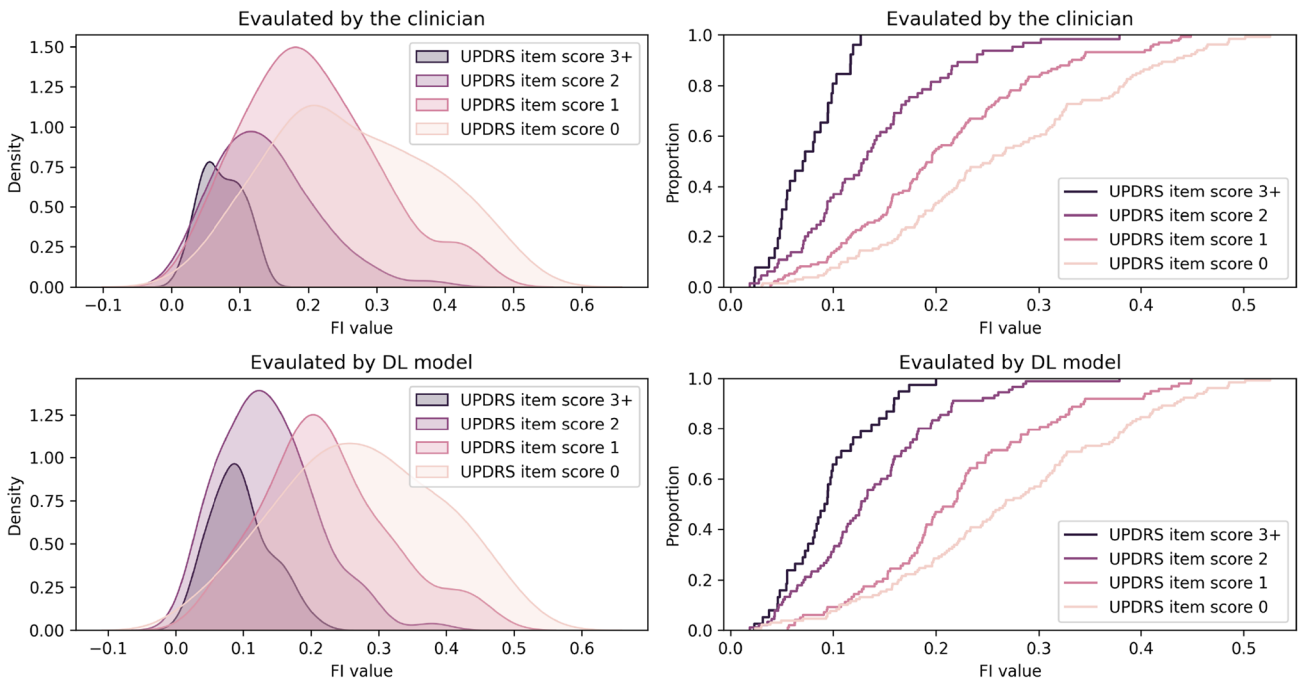 Evaulated by the clinician
1.50
1.25
1.00
0.75
0.50
0.25
0.00
Density
UPDRS item score 3+
UPDRS item score 2
UPDRS item score 1
UPDRS item score 0
−0.1 0.0 0.1 0.2 0.3 0.4 0.5 0.6
FI value
Evaulated by the clinician
1.0
0.8
0.6
0.4
0.2
0.0
Proportion
UPDRS item score 3+
UPDRS item score 2
UPDRS item score 1
UPDRS item score 0
0.0 0.1 0.2 0.3 0.4 0.5
FI value
Evaulated by DL model
1.25
1.00
0.75
0.50
0.25
0.00
Density
UPDRS item score 3+
UPDRS item score 2
UPDRS item score 1
UPDRS item score 0
−0.1 0.0 0.1 0.2 0.3 0.4 0.5 0.6
FI value
Evaulated by DL model
1.0
0.8
0.6
0.4
0.2
0.0
Proportion
UPDRS item score 3+
UPDRS item score 2
UPDRS item score 1
UPDRS item score 0
0.0 0.1 0.2 0.3 0.4 0.5
FI value